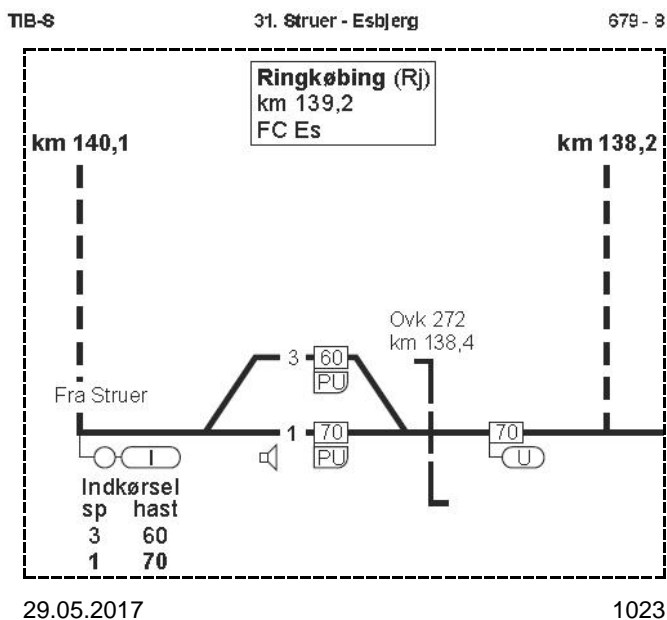 TIB-S 31. Struer - Esbjerg 679 - 8
Ringkøbing (Rj)
km 139,2
FC Es
km 140,1 km 138,2
Ovk 272
km 138,4
3 60
PU
Fra Struer
1 70 70
I PU U
Indkørsel
sp hast
3 60
1 70
29.05.2017 1023